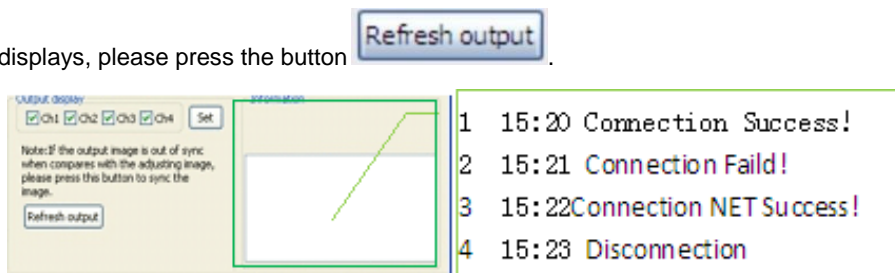 displays, please press the button Refresh output.
Output display
Ch1 Ch2 Ch3 Ch4 Set
Note:If the output image is out of sync
when compares with the adjusting image,
please press this button to sync the
image.
Refresh output
Information
1 15:20 Connection Success!
2 15:21 Connection Faild!
3 15:22Connection NET Success!
4 15:23 Disconnection